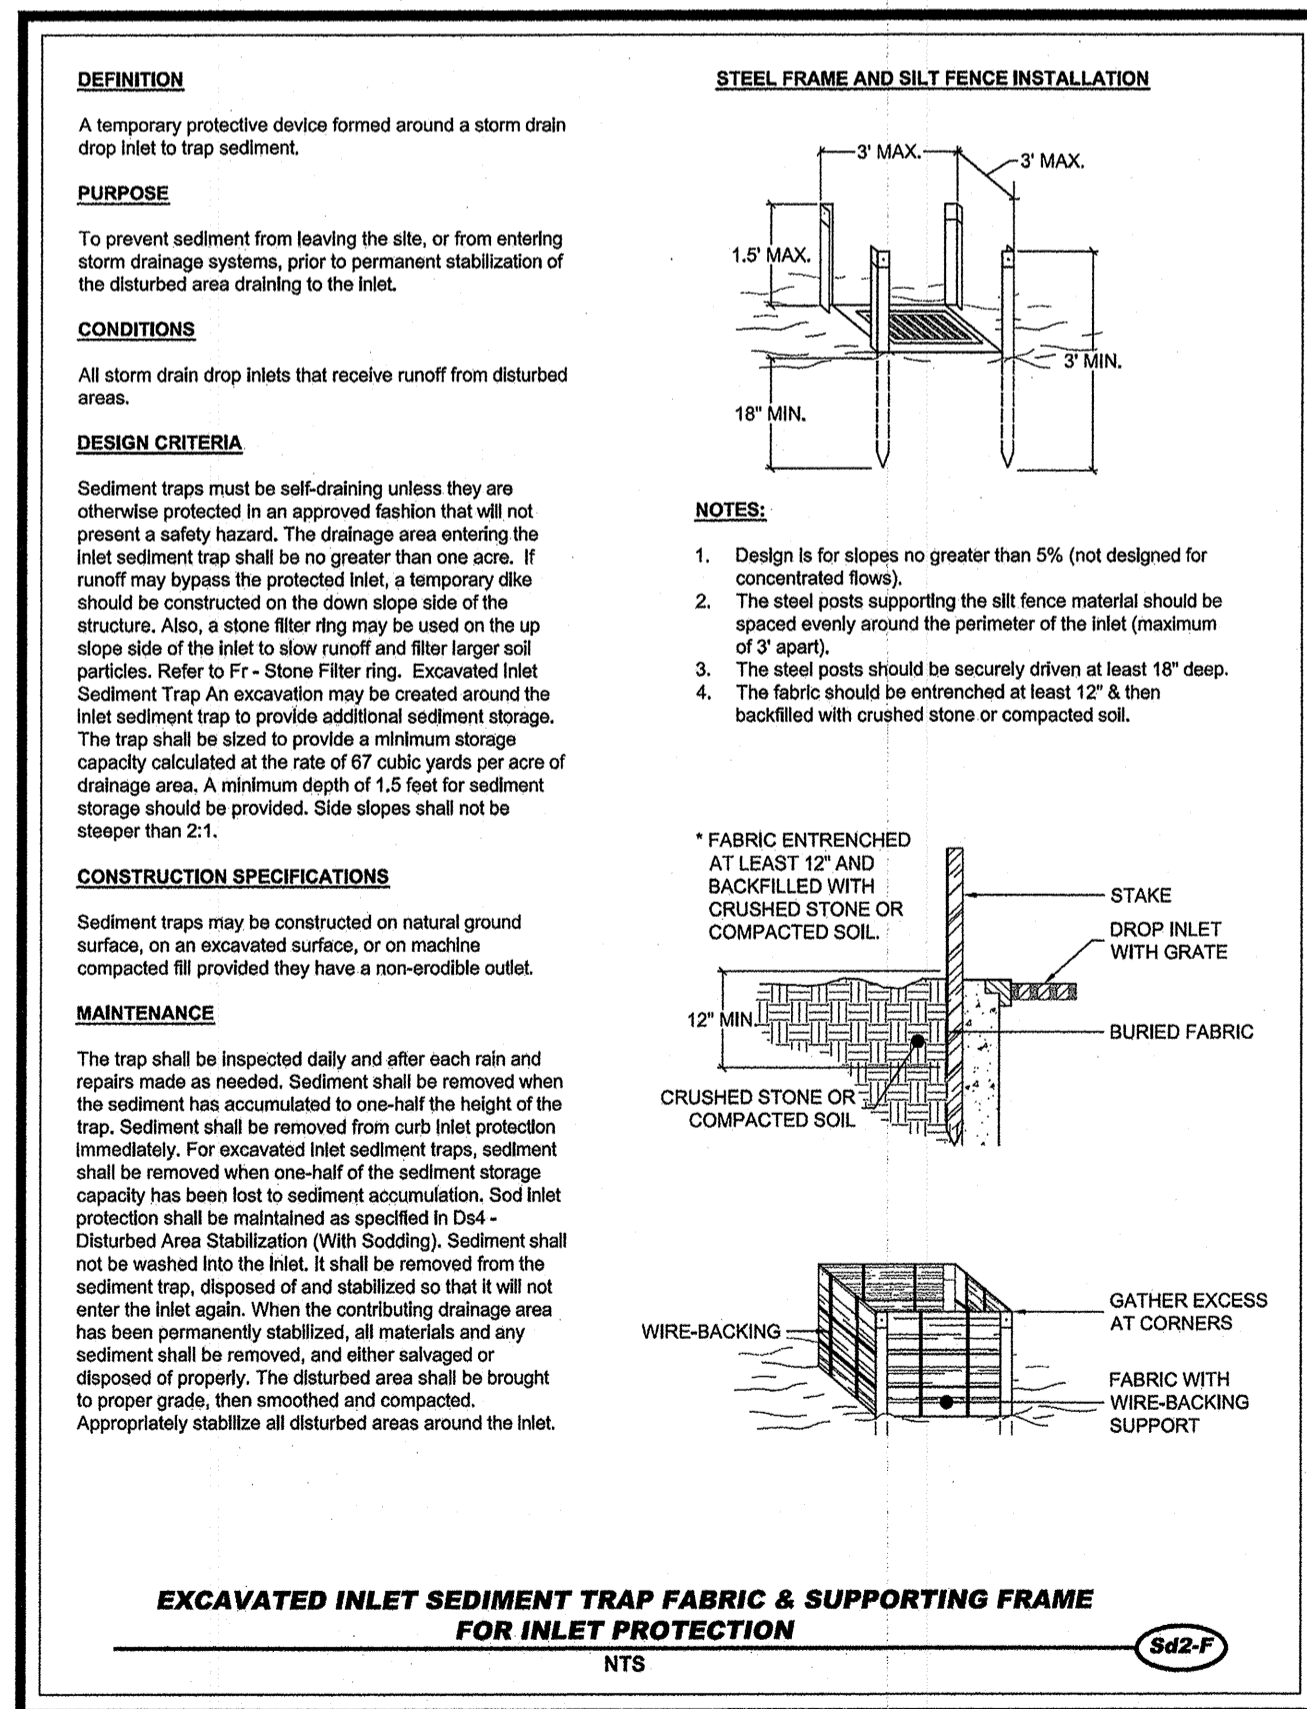 DEFINITION
A temporary protective device formed around a storm drain
drop inlet to trap sediment.
PURPOSE
To prevent sediment from leaving the site, or from entering
storm drainage systems, prior to permanent stabilization of
the disturbed area draining to the inlet.
CONDITIONS
All storm drain drop inlets that receive runoff from disturbed
areas.
DESIGN CRITERIA
Sediment traps must be self-draining unless they are
otherwise protected in an approved fashion that will not
present a safety hazard. The drainage area entering the
inlet sediment trap shall be no greater than one acre. If
runoff may bypass the protected inlet, a temporary dike
should be constructed on the down slope side of the
structure. Also, a stone filter ring may be used on the up
slope side of the inlet to slow runoff and filter larger soil
particles. Refer to Fr - Stone Filter ring. Excavated Inlet
Sediment Trap An excavation may be created around the
inlet sediment trap to provide additional sediment storage.
The trap shall be sized to provide a minimum storage
capacity calculated at the rate of 67 cubic yards per acre of
drainage area. A minimum depth of 1.5 feet for sediment
storage should be provided. Side slopes shall not be
steeper than 2:1.
CONSTRUCTION SPECIFICATIONS
Sediment traps may be constructed on natural ground
surface, on an excavated surface, or on machine
compacted fill provided they have a non-erodible outlet.
MAINTENANCE
The trap shall be inspected daily and after each rain and
repairs made as needed. Sediment shall be removed when
the sediment has accumulated to one-half the height of the
trap. Sediment shall be removed from curb inlet protection
immediately. For excavated inlet sediment traps, sediment
shall be removed when one-half of the sediment storage
capacity has been lost to sediment accumulation. Sod inlet
protection shall be maintained as specified in Ds4 -
Disturbed Area Stabilization (With Sodding). Sediment shall
not be washed into the inlet. It shall be removed from the
sediment trap, disposed of and stabilized so that it will not
enter the inlet again. When the contributing drainage area
has been permanently stabilized, all materials and any
sediment shall be removed, and either salvaged or
disposed of properly. The disturbed area shall be brought
to proper grade, then smoothed and compacted.
Appropriately stabilize all disturbed areas around the inlet.
STEEL FRAME AND SILT FENCE INSTALLATION
3' MAX.
3' MAX.
1.5' MAX.
3' MIN.
18" MIN.
NOTES:
1. Design is for slopes no greater than 5% (not designed for
concentrated flows).
2. The steel posts supporting the silt fence material should be
spaced evenly around the perimeter of the inlet (maximum
of 3' apart).
3. The steel posts should be securely driven at least 18" deep.
4. The fabric should be entrenched at least 12" & then
backfilled with crushed stone or compacted soil.
* FABRIC ENTRENCHED
AT LEAST 12" AND
BACKFILLED WITH
CRUSHED STONE OR
COMPACTED SOIL.
STAKE
DROP INLET
WITH GRATE
12" MIN.
BURIED FABRIC
CRUSHED STONE OR
COMPACTED SOIL
GATHER EXCESS
AT CORNERS
WIRE-BACKING
FABRIC WITH
WIRE-BACKING
SUPPORT
EXCAVATED INLET SEDIMENT TRAP FABRIC & SUPPORTING FRAME
FOR INLET PROTECTION
Sd2-F
NTS